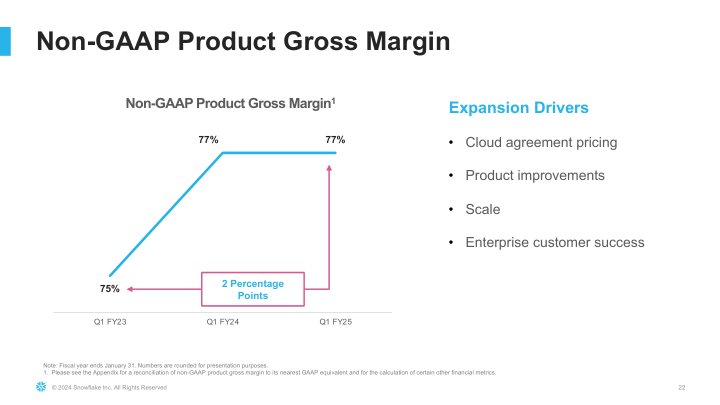 Non-GAAP Product Gross Margin
Non-GAAP Product Gross Margin¹
77%
77%
75%
2 Percentage
Points
Q1 FY23
Q1 FY24
Q1 FY25
Expansion Drivers
• Cloud agreement pricing
• Product improvements
• Scale
• Enterprise customer success
Note: Fiscal year ends January 31. Numbers are rounded for presentation purposes.
1. Please see the Appendix for a reconciliation of non-GAAP product gross margin to its nearest GAAP equivalent and for the calculation of certain other financial metrics.
© 2024 Snowflake Inc. All Rights Reserved
22